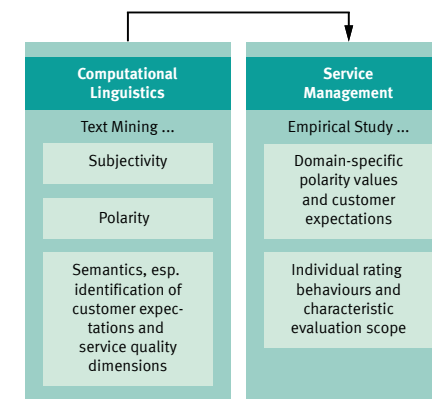 Computational
Linguistics
Text Mining ...
Subjectivity
Polarity
Semantics, esp.
identification of
customer expec-
tations and
service quality
dimensions
Service
Management
Empirical Study ...
Domain-specific
polarity values
and customer
expectations
Individual rating
behaviours and
characteristic
evaluation scope